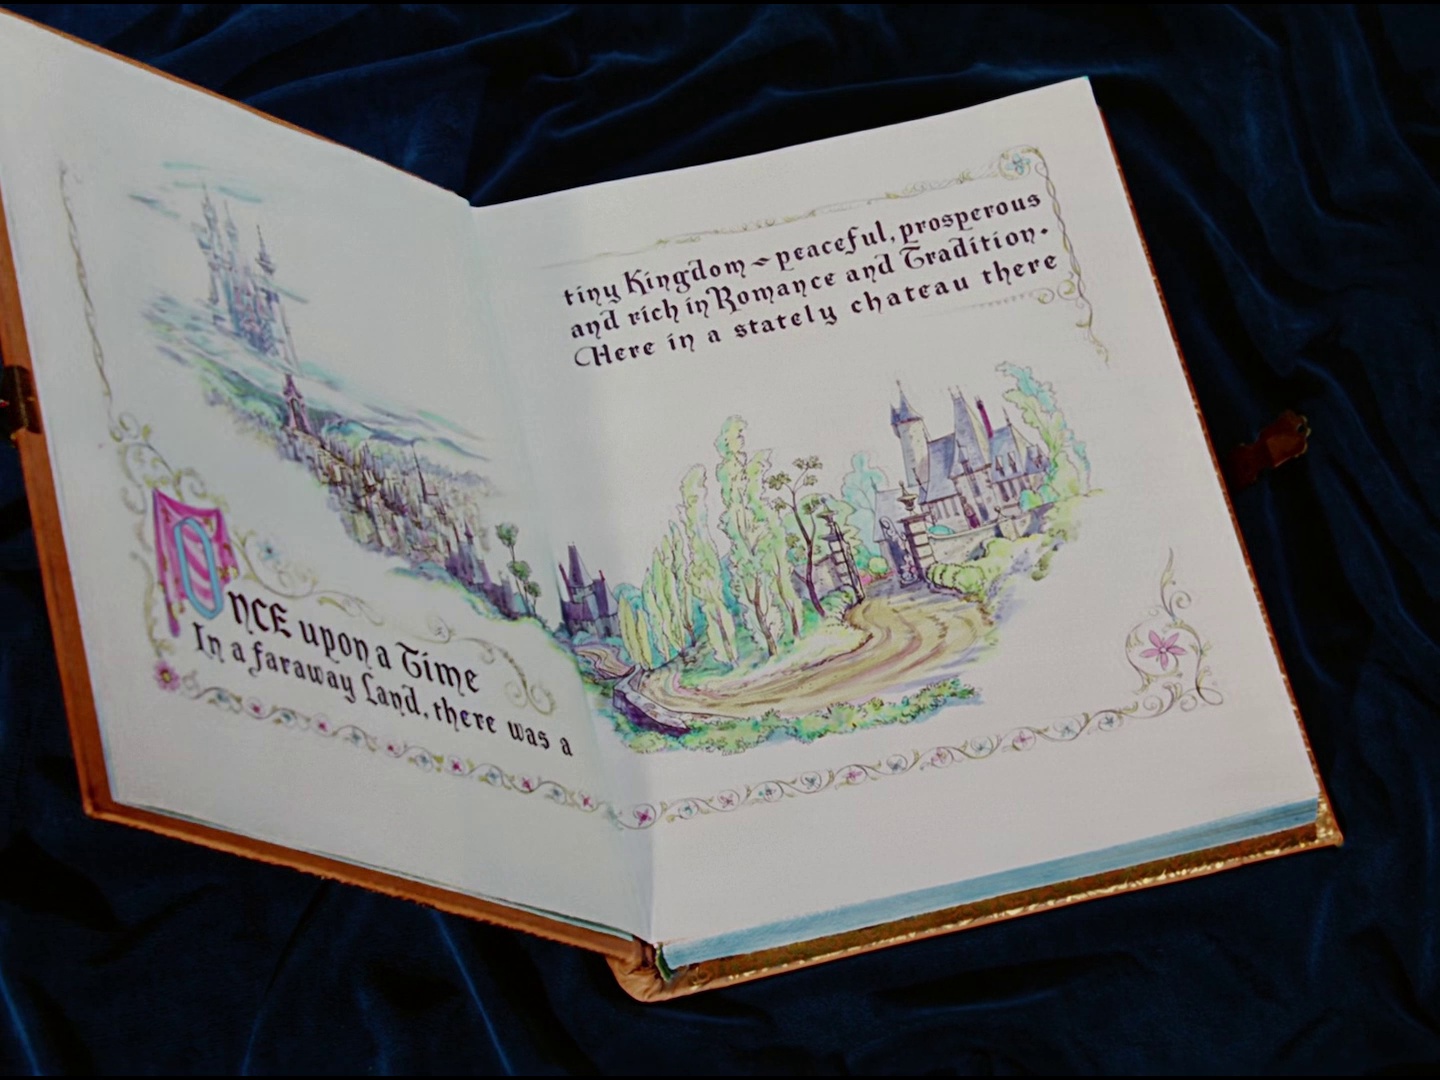 Once upon a Time
In a faraway Land, there was a
tiny Kingdom ~ peaceful, prosperous
and rich in Romance and Tradition.
Here in a stately chateau there